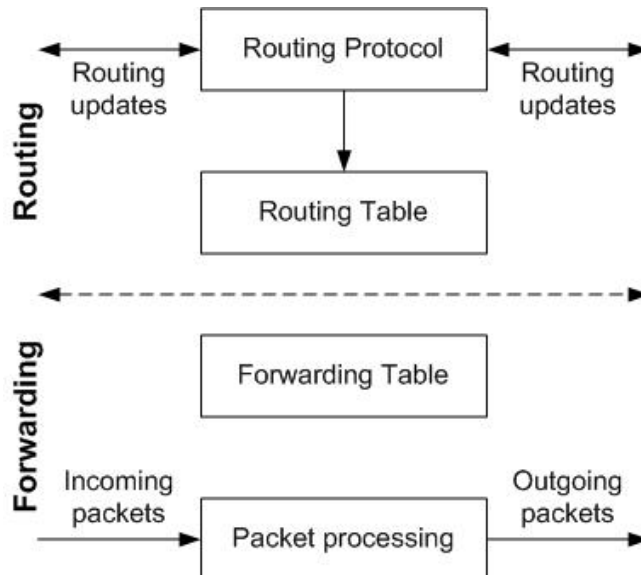 Routing Protocol
Routing
updates
Routing
updates
Routing
Routing Table
Forwarding Table
Forwarding
Incoming
packets
Outgoing
packets
Packet processing